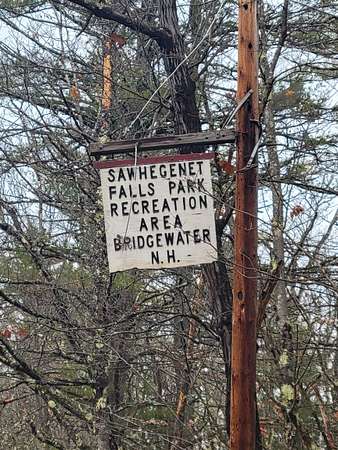 SAWHEGENET
FALLS PARK
RECREATION
AREA
BRIDGEWATER
N.H.